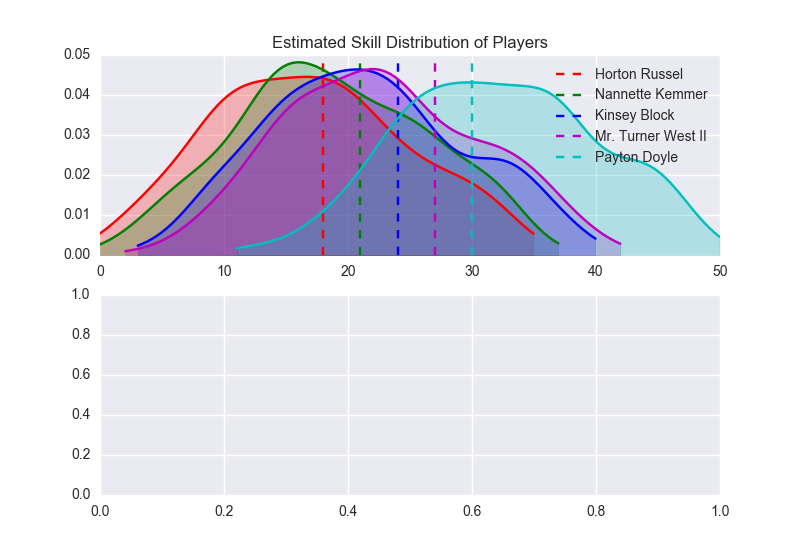 Estimated Skill Distribution of Players
0.05
0.04
0.03
0.02
0.01
0.00
0 10 20 30 40 50
Horton Russel
Nannette Kemmer
Kinsey Block
Mr. Turner West II
Payton Doyle
1.0
0.8
0.6
0.4
0.2
0.0
0.0 0.2 0.4 0.6 0.8 1.0